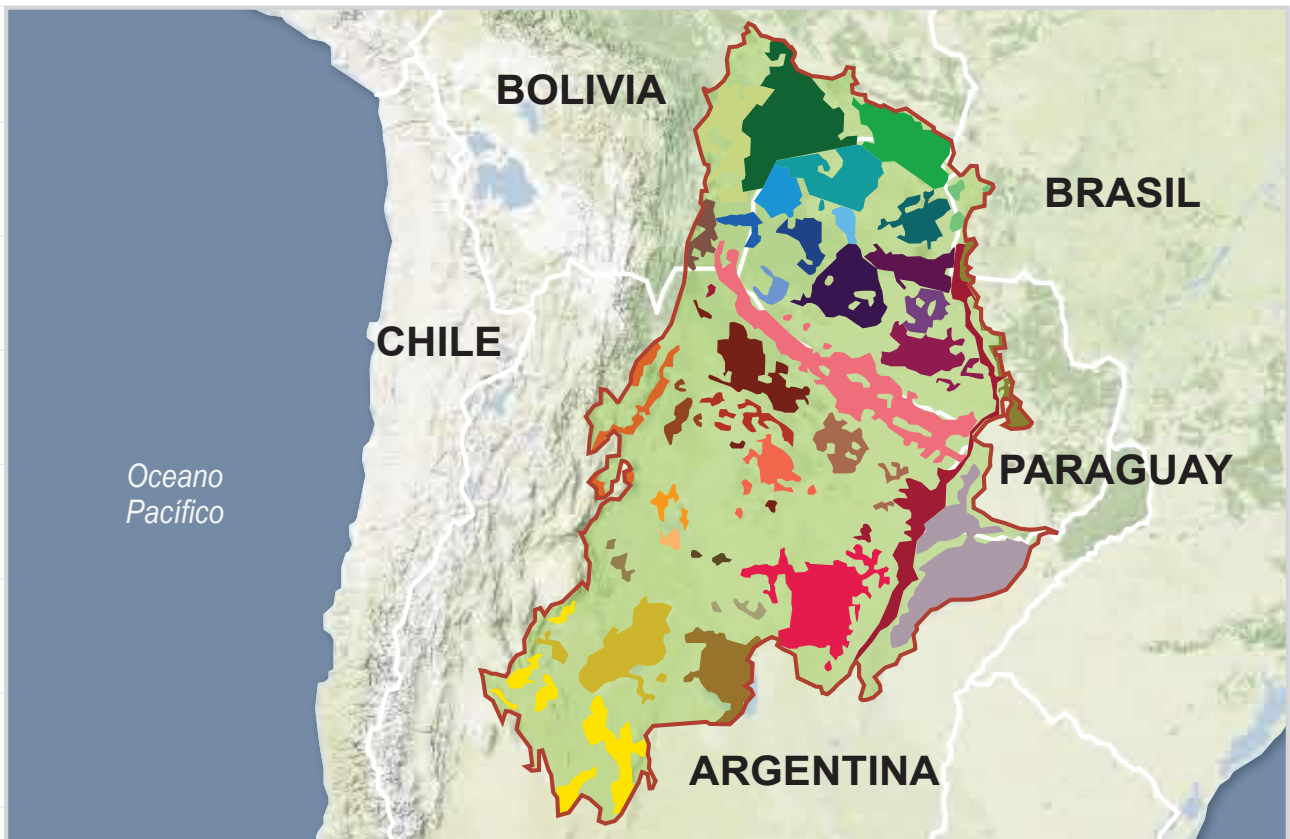 BOLIVIA
BRASIL
CHILE
PARAGUAY
Oceano
Pacífico
ARGENTINA